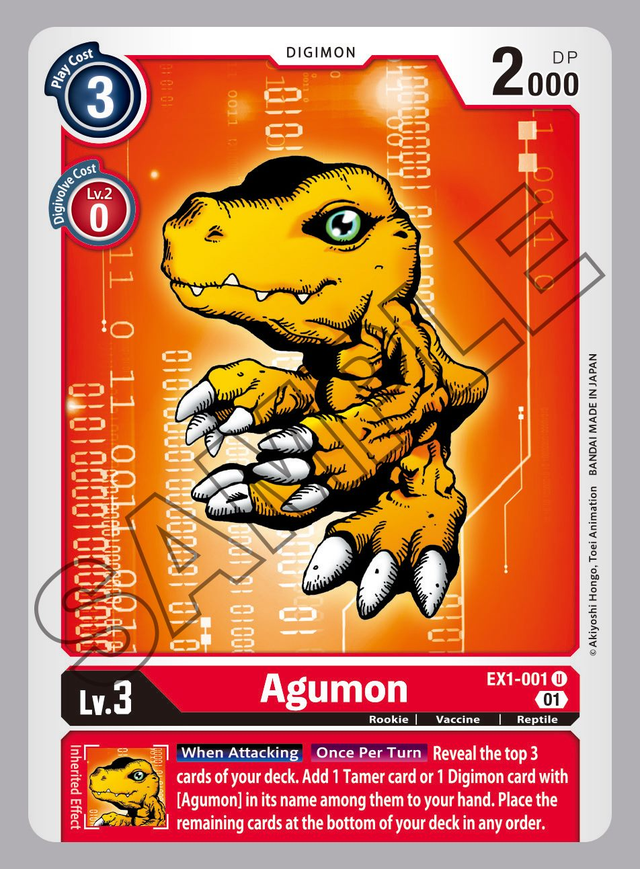 DIGIMON
Play Cost
3
DP
2000
Digivolve Cost
Lv.2
0
SAMPLE
©Akiyoshi Hongo, Toei Animation BANDAI MADE IN JAPAN
Lv.3
Agumon
EX1-001 U
01
Rookie | Vaccine | Reptile
Inherited Effect
When Attacking Once Per Turn Reveal the top 3
cards of your deck. Add 1 Tamer card or 1 Digimon card with
[Agumon] in its name among them to your hand. Place the
remaining cards at the bottom of your deck in any order.